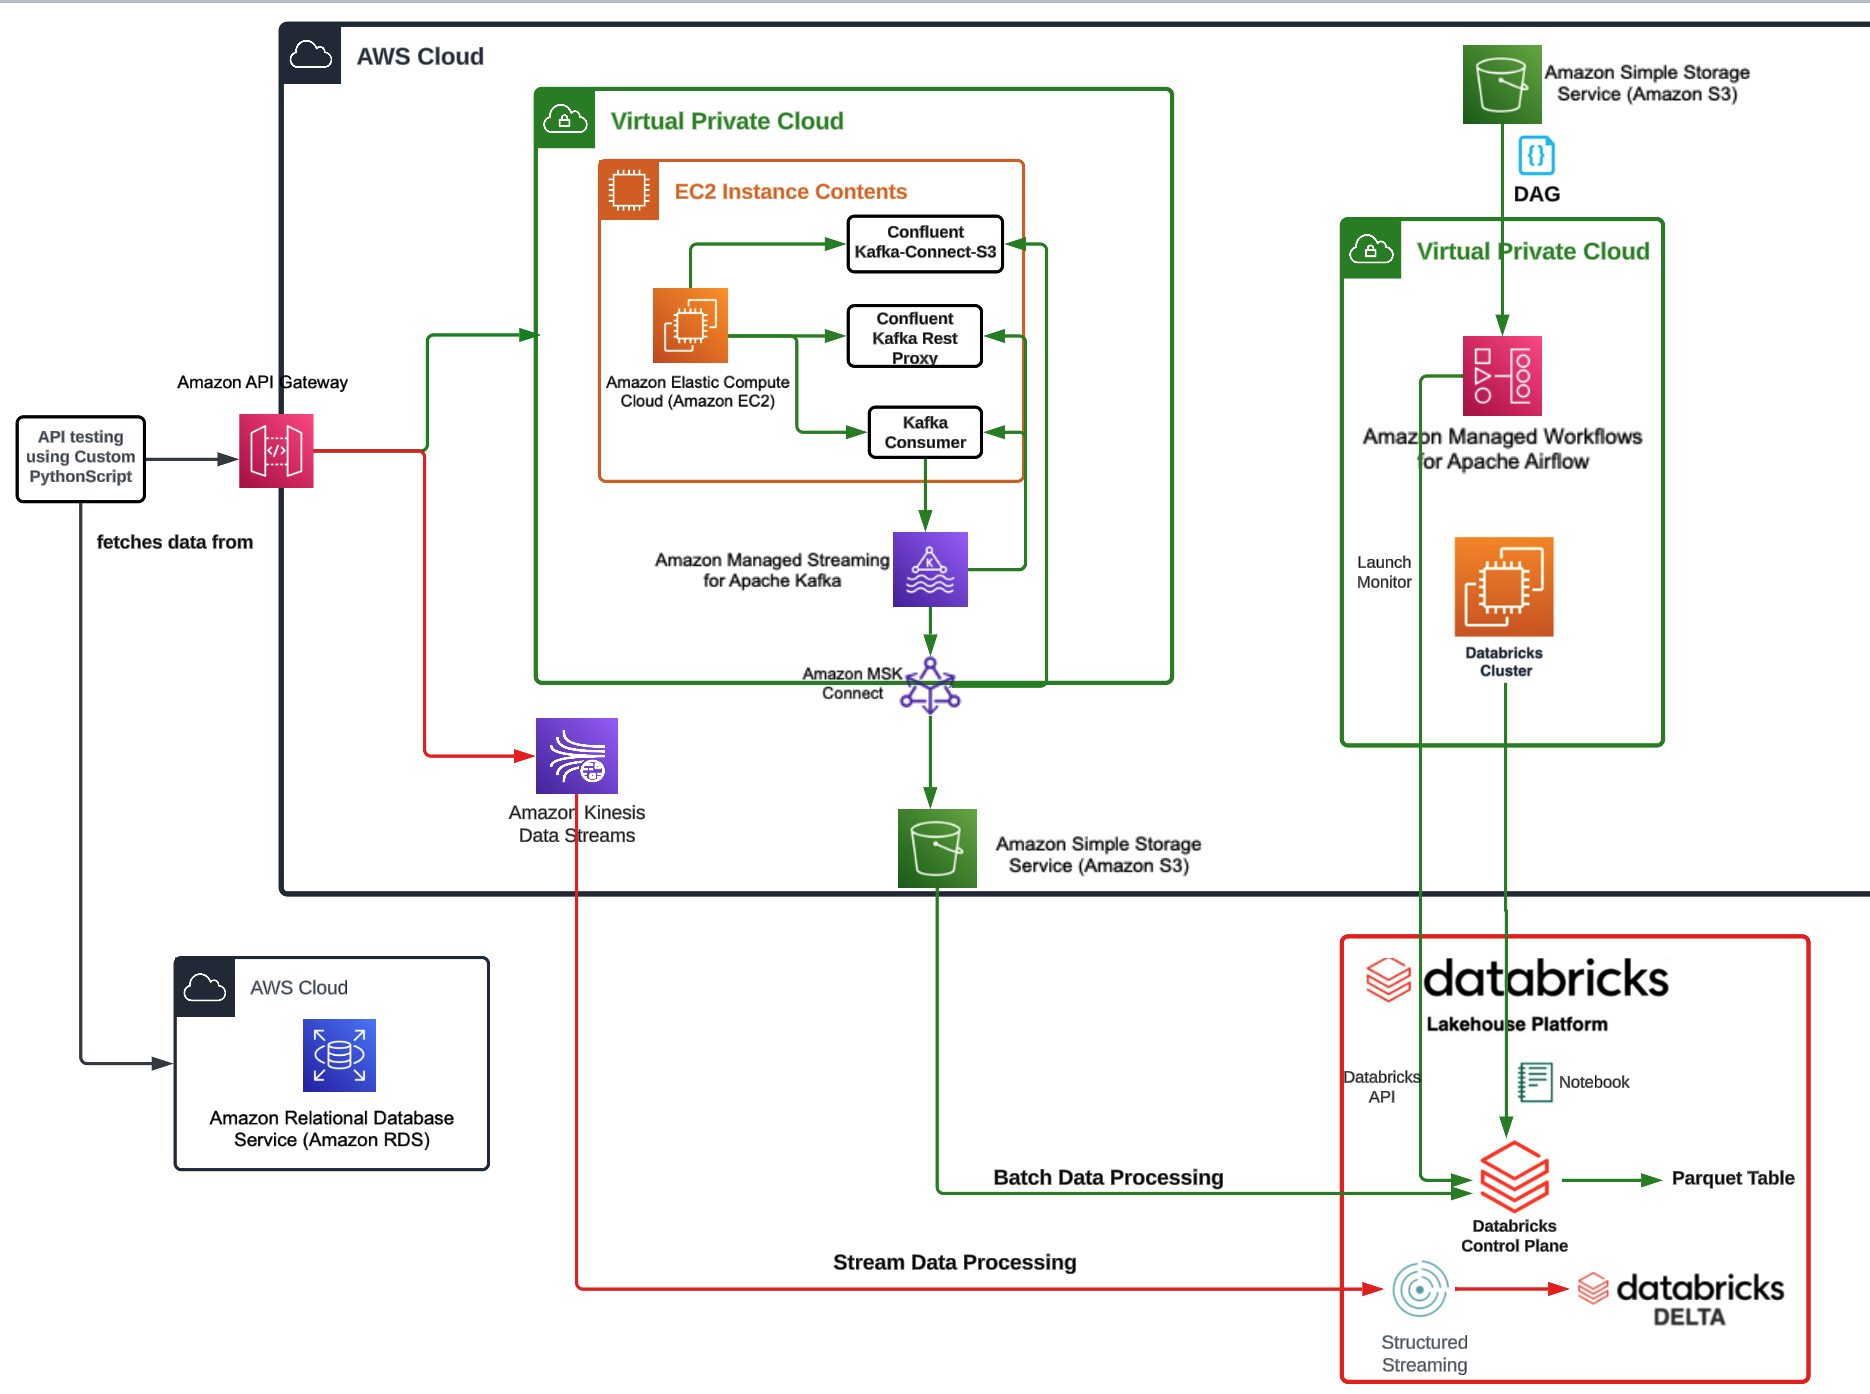 AWS Cloud
Virtual Private Cloud
EC2 Instance Contents
Confluent
Kafka-Connect-S3
Confluent
Kafka Rest
Proxy
Amazon Elastic Compute
Cloud (Amazon EC2)
Kafka
Consumer
Amazon API Gateway
API testing
using Custom
PythonScript
fetches data from
Amazon Managed Streaming
for Apache Kafka
K
Amazon MSK
Connect
Amazon Kinesis
Data Streams
Amazon Simple Storage
Service (Amazon S3)
Amazon Simple Storage
Service (Amazon S3)
{}
DAG
Virtual Private Cloud
Amazon Managed Workflows
for Apache Airflow
Launch
Monitor
Databricks
Cluster
AWS Cloud
Amazon Relational Database
Service (Amazon RDS)
databricks
Lakehouse Platform
Databricks
API
Notebook
Batch Data Processing
Parquet Table
Databricks
Control Plane
Stream Data Processing
databricks
DELTA
Structured
Streaming